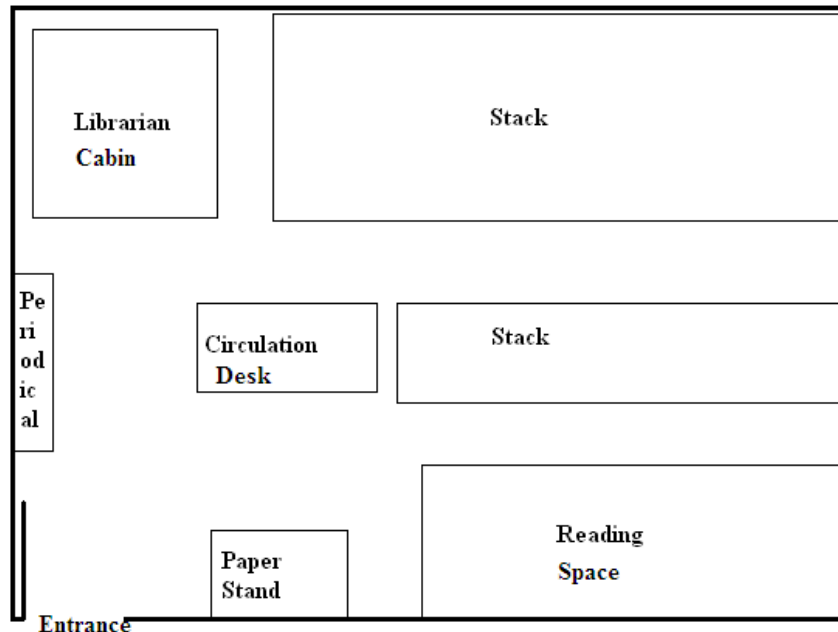 Librarian
Cabin
Stack
Pe
ri
od
ic
al
Circulation
Desk
Stack
Paper
Stand
Reading
Space
Entrance